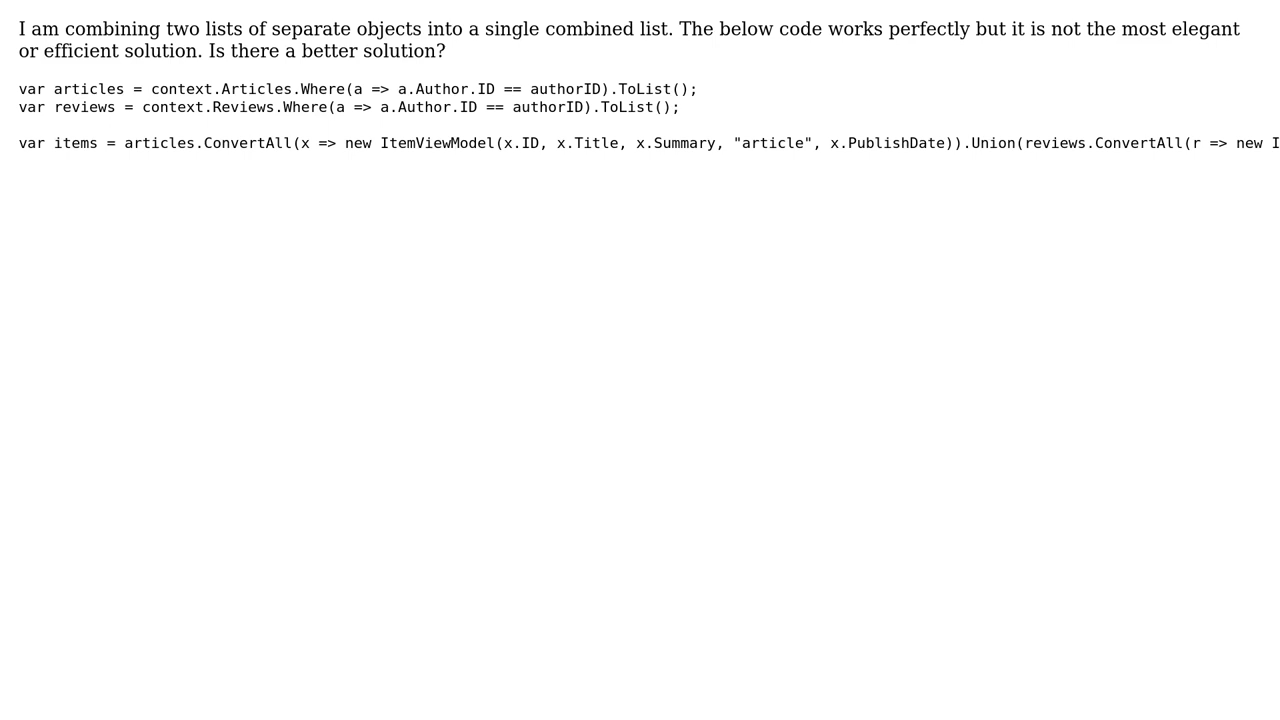 I am combining two lists of separate objects into a single combined list. The below code works perfectly but it is not the most elegant
or efficient solution. Is there a better solution?
var articles = context.Articles.Where(a => a.Author.ID == authorID).ToList();
var reviews = context.Reviews.Where(a => a.Author.ID == authorID).ToList();
var items = articles.ConvertAll(x => new ItemViewModel(x.ID, x.Title, x.Summary, "article", x.PublishDate)).Union(reviews.ConvertAll(r => new I